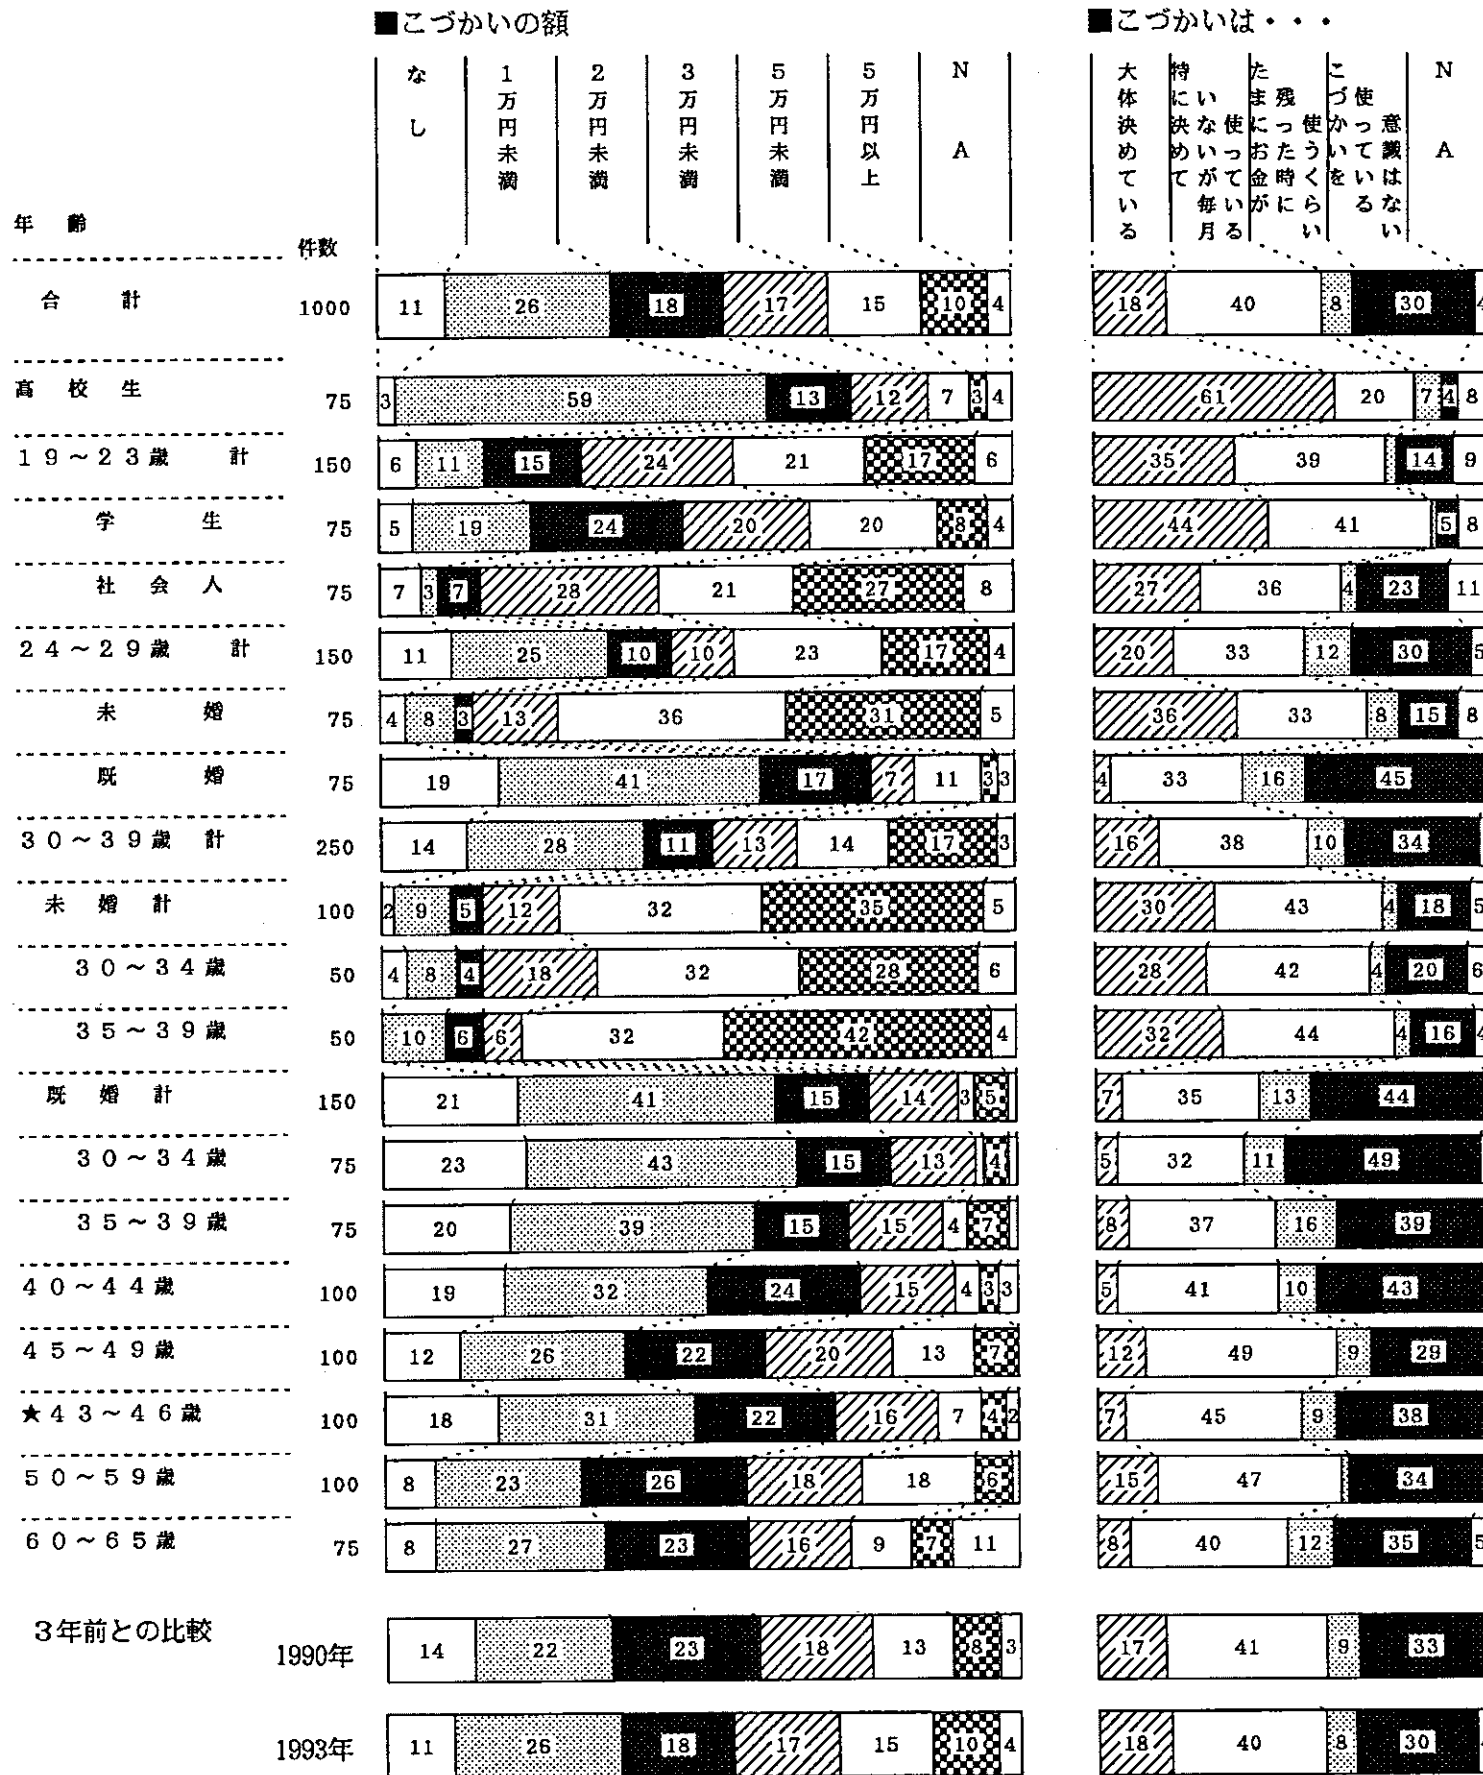 ■こづかいの額
■こづかいは・・・
なし
1万円未満
2万円未満
3万円未満
5万円未満
5万円以上
NA
大体決めている
特に決めて
いないが毎月
使っている
たまにお金が
残った時に
使うくらい
こづかいを
使っている
意識はない
NA
年齢
件数
合計 1000 11 26 18 17 15 10 4 18 40 8 30 4
高校生 75 3 59 13 12 7 3 4 61 20 7 4 8
19~23歳 計 150 6 11 15 24 21 17 6 35 39 14 9
学生 75 5 19 24 20 20 8 4 44 41 5 8
社会人 75 7 3 7 28 21 27 8 27 36 4 23 11
24~29歳 計 150 11 25 10 10 23 17 4 20 33 12 30 5
未婚 75 4 8 3 13 36 31 5 36 33 8 15 8
既婚 75 19 41 17 7 11 3 3 4 33 16 45
30~39歳 計 250 14 28 11 13 14 17 3 16 38 10 34
未婚計 100 2 9 5 12 32 35 5 30 43 4 18 5
30~34歳 50 4 8 4 18 32 28 6 28 42 4 20 6
35~39歳 50 10 6 6 32 42 4 32 44 4 16 4
既婚計 150 21 41 15 14 3 5 7 35 13 44
30~34歳 75 23 43 15 13 4 5 32 11 49
35~39歳 75 20 39 15 15 4 7 8 37 16 39
40~44歳 100 19 32 24 15 4 3 3 5 41 10 43
45~49歳 100 12 26 22 20 13 7 12 49 9 29
★43~46歳 100 18 31 22 16 7 4 2 7 45 9 38
50~59歳 100 8 23 26 18 18 6 15 47 34
60~65歳 75 8 27 23 16 9 7 11 8 40 12 35 5
3年前との比較
1990年 14 22 23 18 13 8 3 17 41 9 33
1993年 11 26 18 17 15 10 4 18 40 8 30